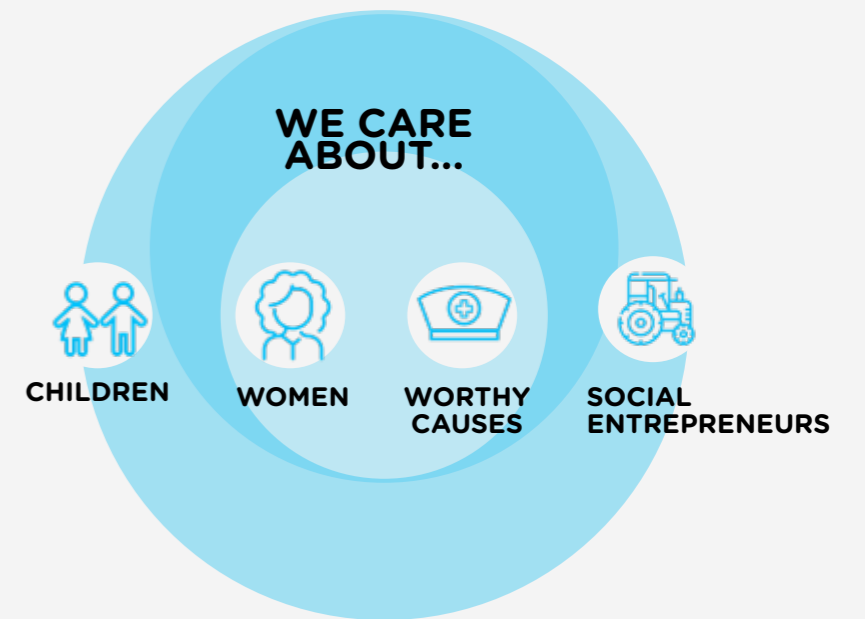 WE CARE
ABOUT...
CHILDREN
WOMEN
WORTHY
CAUSES
SOCIAL
ENTREPRENEURS